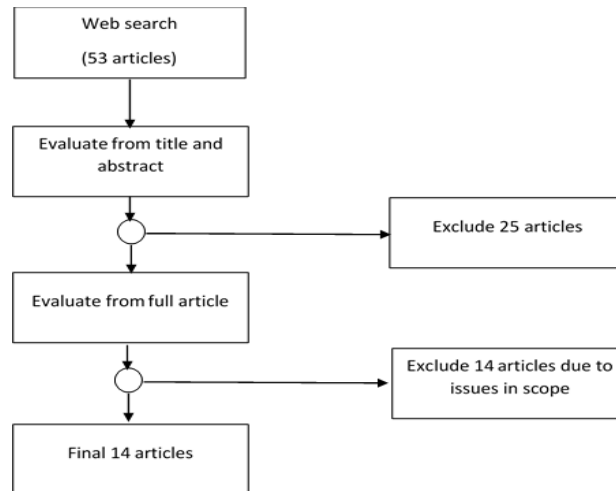 Web search
(53 articles)
Evaluate from title and
abstract
Exclude 25 articles
Evaluate from full article
Exclude 14 articles due to
issues in scope
Final 14 articles